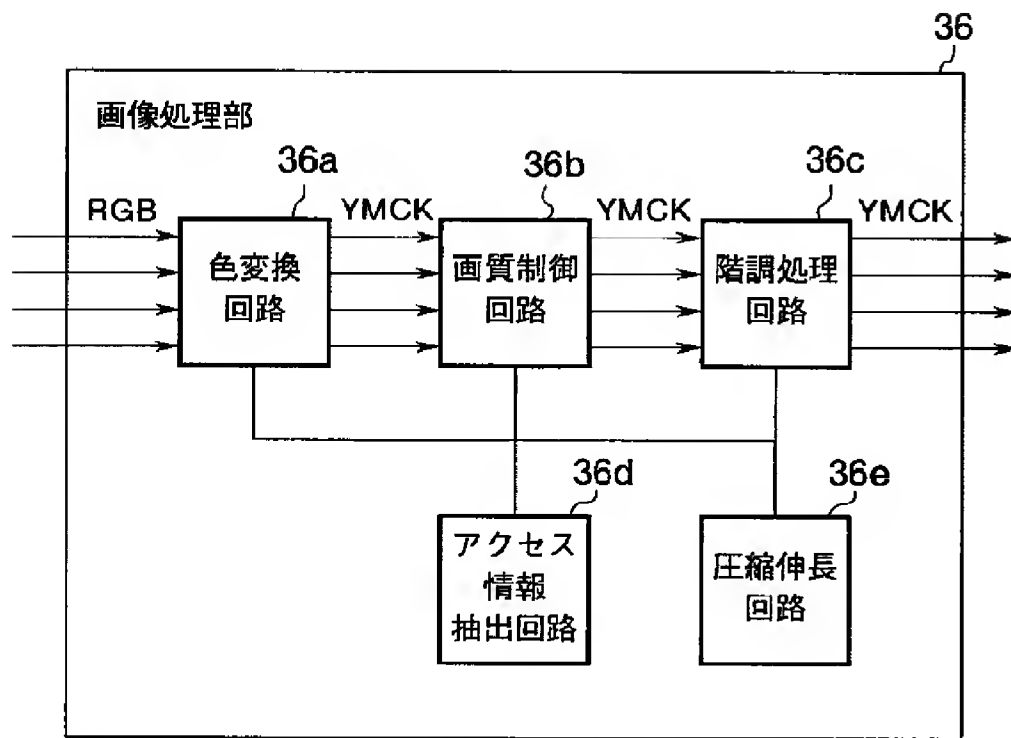 36
画像処理部
36a
36b
36c
RGB
YMCK
YMCK
YMCK
色変換
回路
画質制御
回路
階調処理
回路
36d
36e
アクセス
情報
抽出回路
圧縮伸長
回路